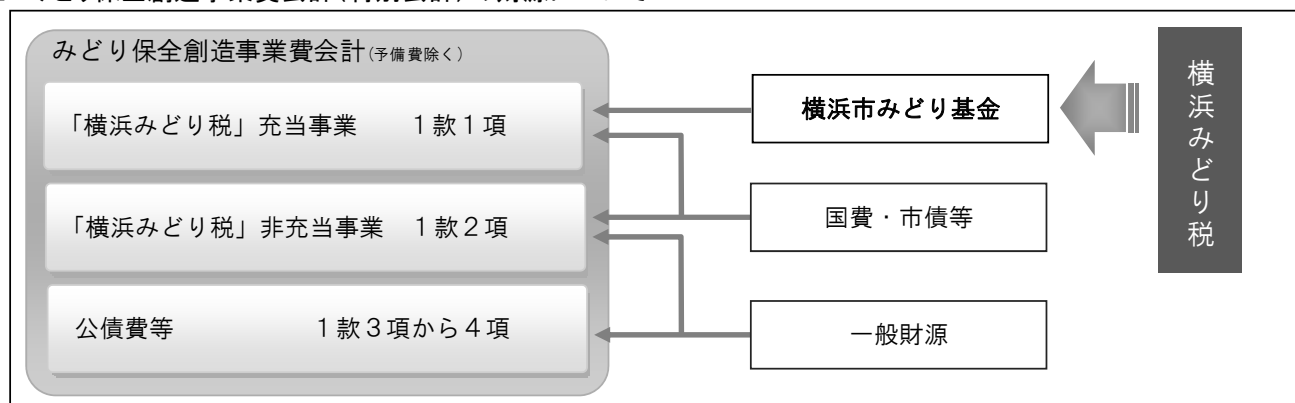 みどり保全創造事業費会計(予備費除く)
「横浜みどり税」充当事業　　１款１項
「横浜みどり税」非充当事業　１款２項
公債費等　　　　　　１款３項から４項
横浜市みどり基金
国費・市債等
一般財源
横浜みどり税